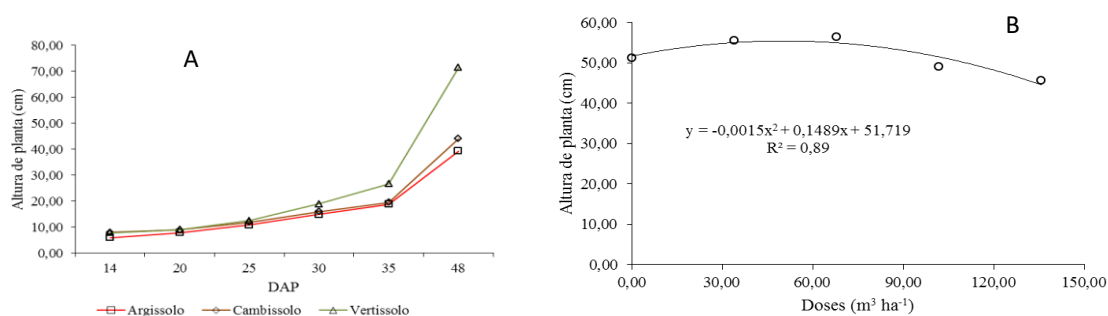 A
Altura de planta (cm)
80,00
70,00
60,00
50,00
40,00
30,00
20,00
10,00
0,00
14 20 25 30 35 48
DAP
Argissolo Cambissolo Vertissolo
B
Altura de planta (cm)
60,00
50,00
40,00
30,00
20,00
10,00
0,00
y = -0,0015x² + 0,1489x + 51,719
R² = 0,89
0,00 30,00 60,00 90,00 120,00 150,00
Doses (m³ ha⁻¹)